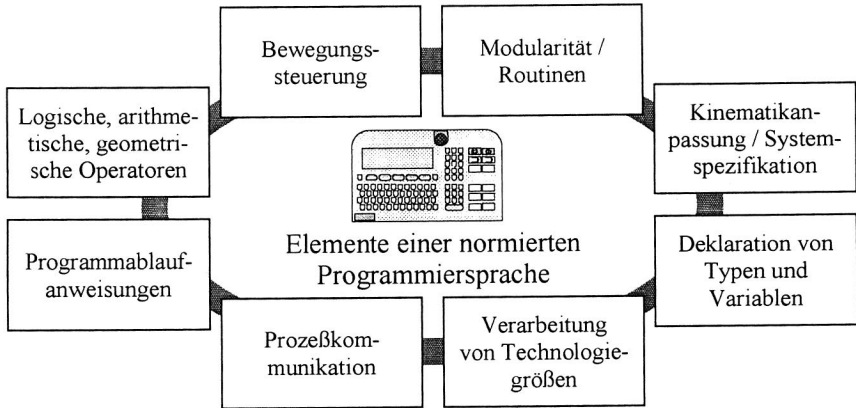 Bewegungs-
steuerung
Modularität /
Routinen
Logische, arithme-
tische, geometri-
sche Operatoren
Kinematikan-
passung / System-
spezifikation
Elemente einer normierten
Programmiersprache
Programmablauf-
anweisungen
Deklaration von
Typen und
Variablen
Prozeßkom-
munikation
Verarbeitung
von Technologie-
größen